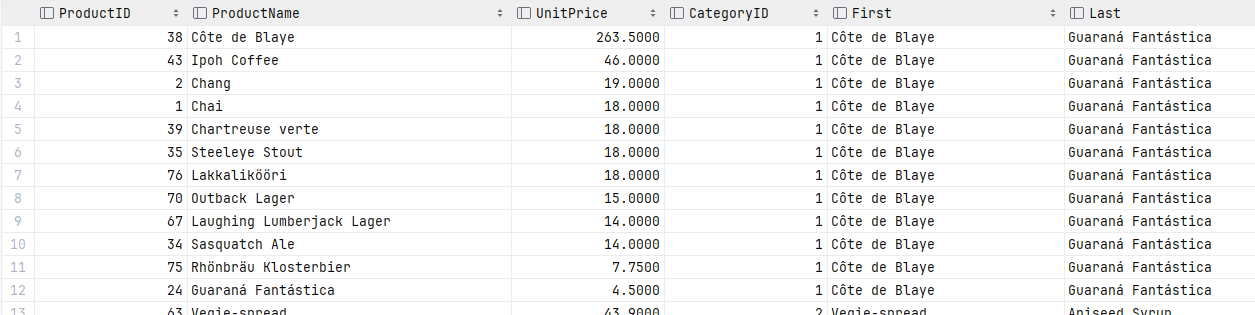 ProductID ProductName UnitPrice CategoryID First Last
1 38 Côte de Blaye 263.5000 1 Côte de Blaye Guaraná Fantástica
2 43 Ipoh Coffee 46.0000 1 Côte de Blaye Guaraná Fantástica
3 2 Chang 19.0000 1 Côte de Blaye Guaraná Fantástica
4 1 Chai 18.0000 1 Côte de Blaye Guaraná Fantástica
5 39 Chartreuse verte 18.0000 1 Côte de Blaye Guaraná Fantástica
6 35 Steeleye Stout 18.0000 1 Côte de Blaye Guaraná Fantástica
7 76 Lakkalikööri 18.0000 1 Côte de Blaye Guaraná Fantástica
8 70 Outback Lager 15.0000 1 Côte de Blaye Guaraná Fantástica
9 67 Laughing Lumberjack Lager 14.0000 1 Côte de Blaye Guaraná Fantástica
10 34 Sasquatch Ale 14.0000 1 Côte de Blaye Guaraná Fantástica
11 75 Rhönbräu Klosterbier 7.7500 1 Côte de Blaye Guaraná Fantástica
12 24 Guaraná Fantástica 4.5000 1 Côte de Blaye Guaraná Fantástica
13 63 Vegie-spread 43.9000 2 Vegie-spread Aniseed Syrup